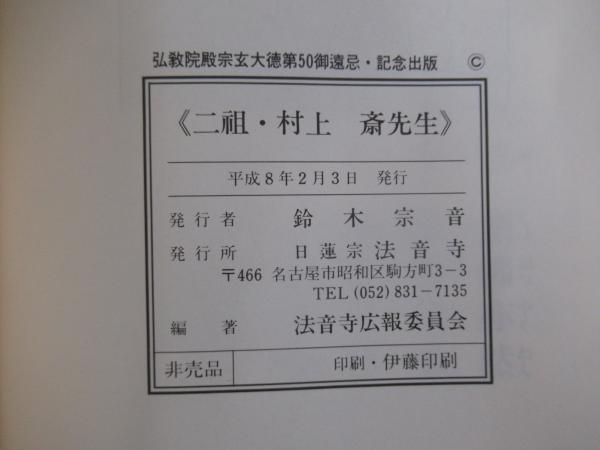 弘教院殿宗玄大徳第50御遠忌・記念出版 ©
《二祖・村上 斎先生》
平成8年2月3日 発行
発行者 鈴木宗音
発行所 日蓮宗法音寺
〒466 名古屋市昭和区駒方町3-3
TEL(052)831-7135
編著 法音寺広報委員会
非売品 印刷・伊藤印刷